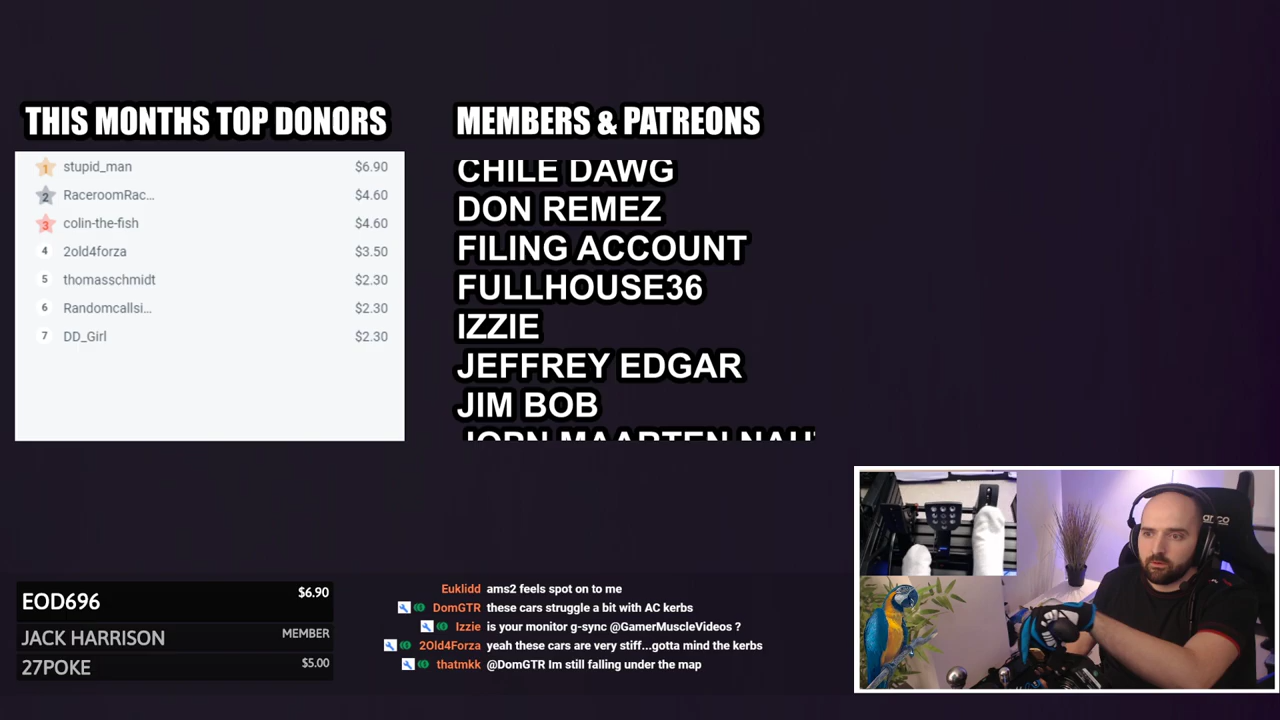 THIS MONTHS TOP DONORS
1 stupid_man $6.90
2 RaceroomRac... $4.60
3 colin-the-fish $4.60
4 2old4forza $3.50
5 thomasschmidt $2.30
6 Randomcallsi... $2.30
7 DD_Girl $2.30
MEMBERS & PATREONS
CHILE DAWG
DON REMEZ
FILING ACCOUNT
FULLHOUSE36
IZZIE
JEFFREY EDGAR
JIM BOB
JORN MAARTEN
EOD696 $6.90
JACK HARRISON MEMBER
27POKE $5.00
Euklidd ams2 feels spot on to me
DomGTR these cars struggle a bit with AC kerbs
Izzie is your monitor g-sync @GamerMuscleVideos ?
2Old4Forza yeah these cars are very stiff...gotta mind the kerbs
thatmkk @DomGTR Im still falling under the map